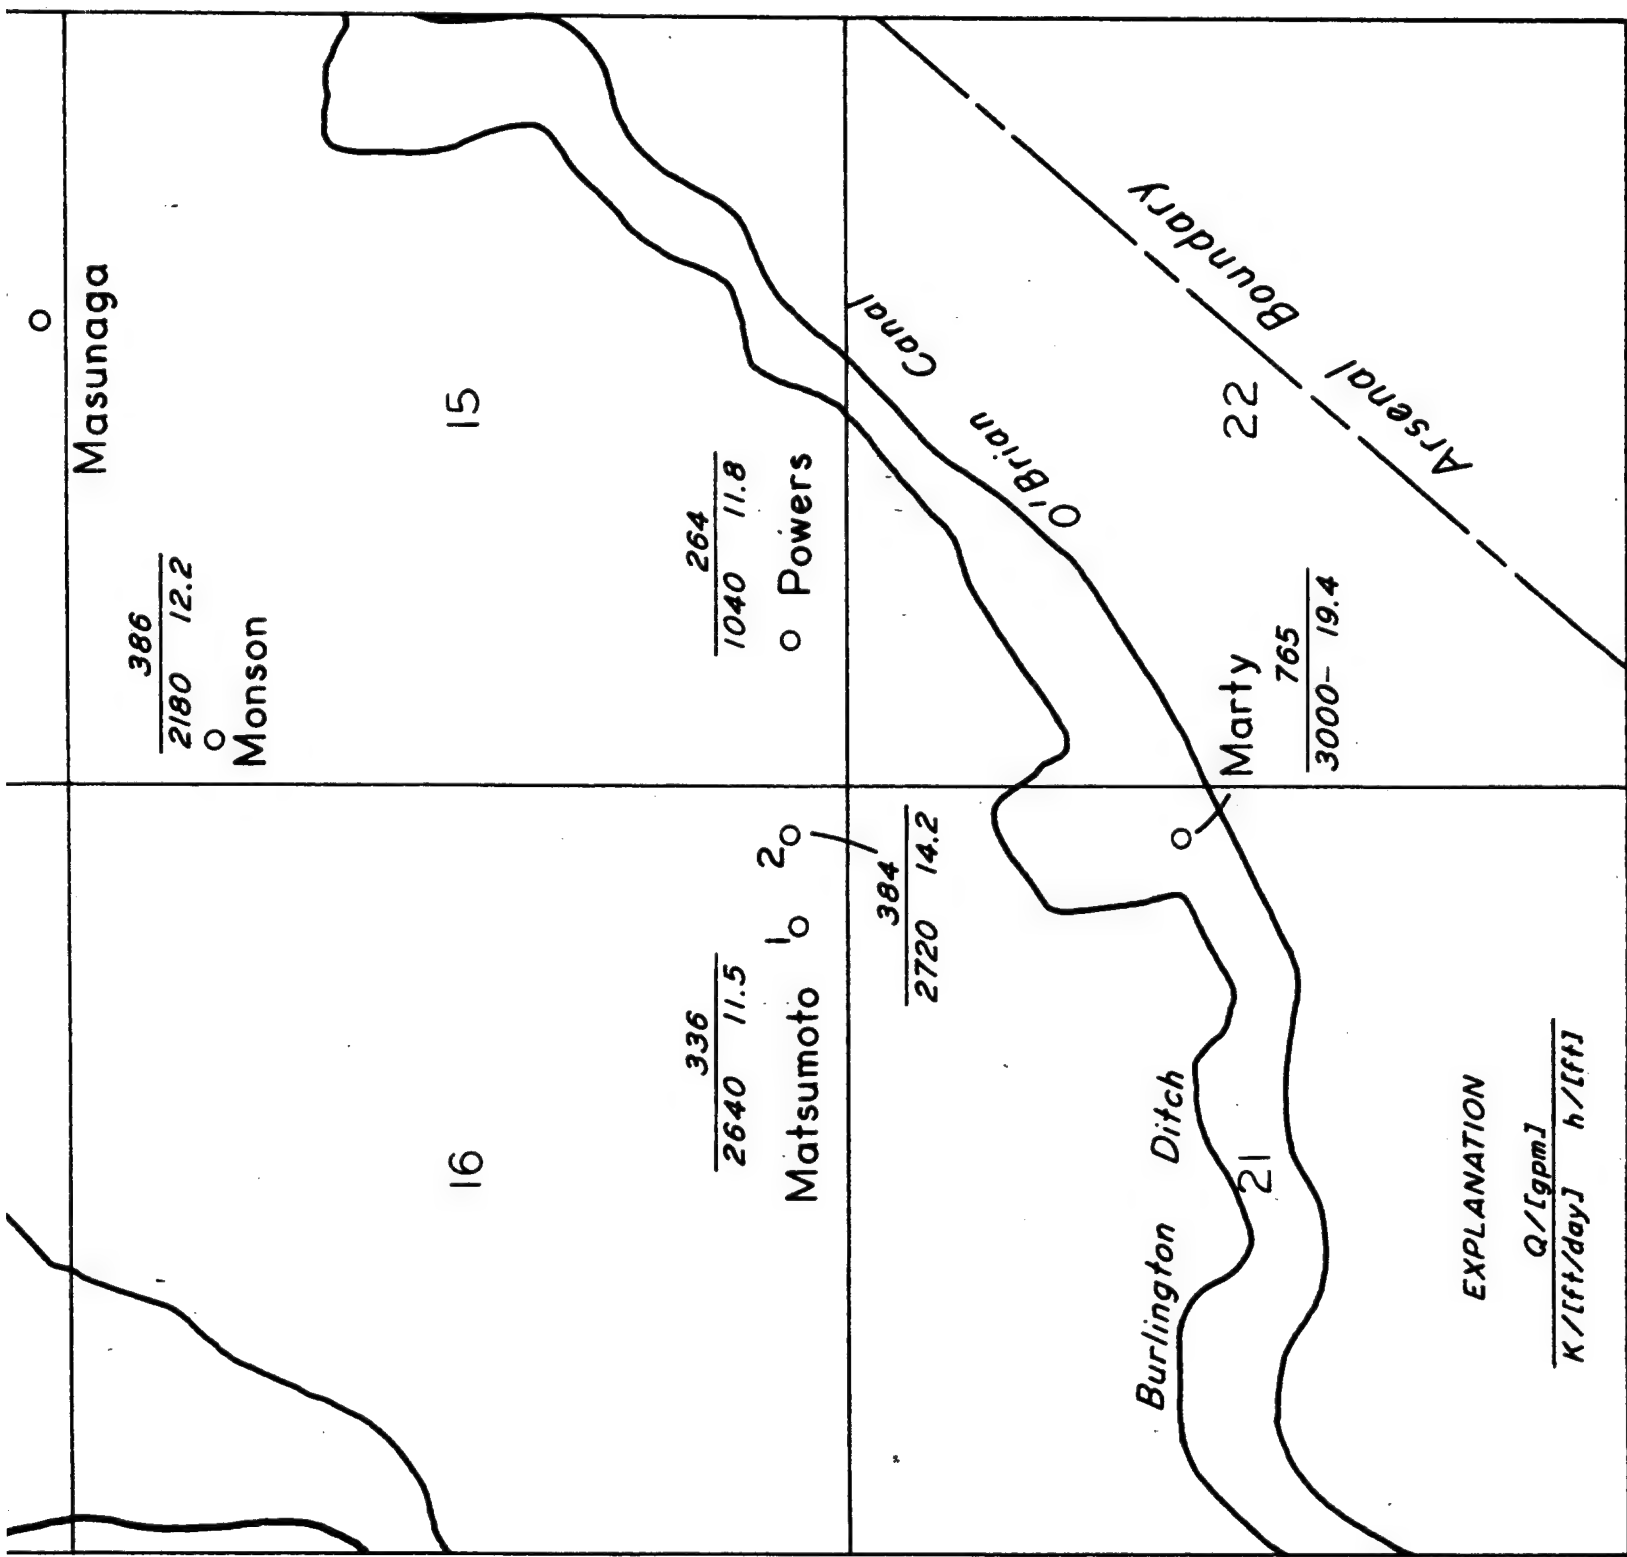 Masunaga
386
2180 12.2
Monson
15
264
1040 11.8
Powers
O'Brian Canal
Arsenal Boundary
22
Marty
765
3000- 19.4
16
336
2640 11.5
Matsumoto
1
2
384
2720 14.2
Burlington Ditch
21
EXPLANATION
Q/[gpm]
K/[ft/day] h/[ft]